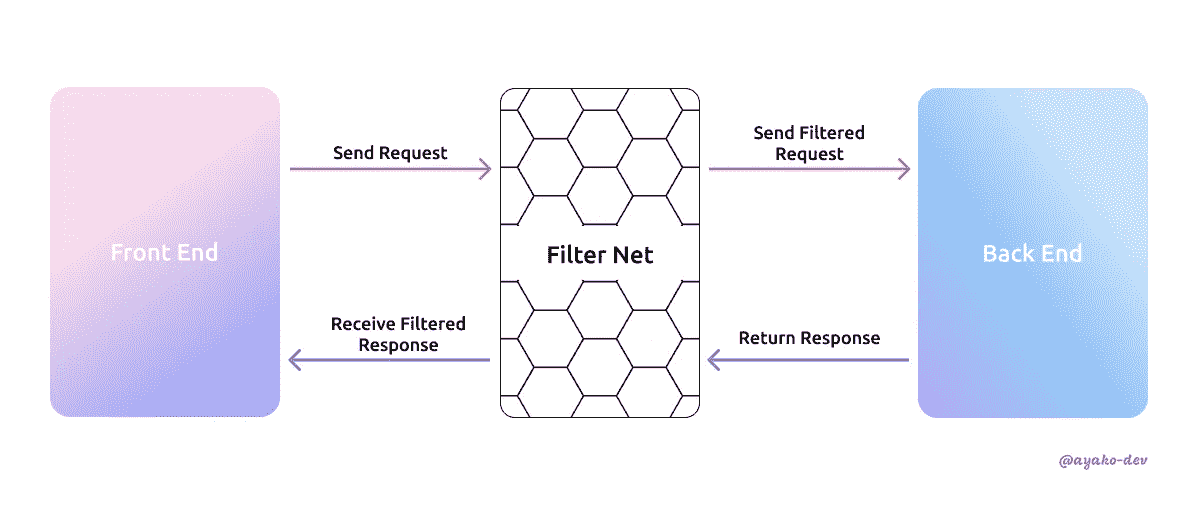 Front End
Send Request
Receive Filtered
Response
Filter Net
Send Filtered
Request
Return Response
Back End
@ayako-dev